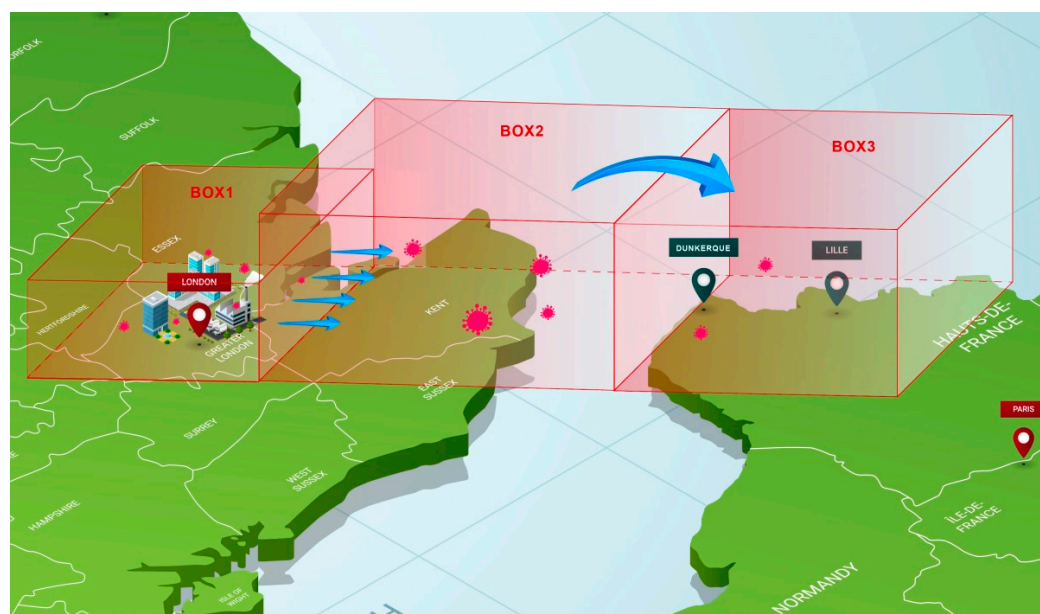 SUFFOLK
BOX2
BOX3
BOX1
ESSEX
DUNKERQUE
LILLE
LONDON
HERTFORDSHIRE
KENT
GREATER
LONDON
HAUTS-DE-
FRANCE
EAST
SUSSEX
PARIS
SURREY
WEST
SUSSEX
HAMPSHIRE
ÎLE-DE-
FRANCE
NORMANDY
ISLE OF
WIGHT